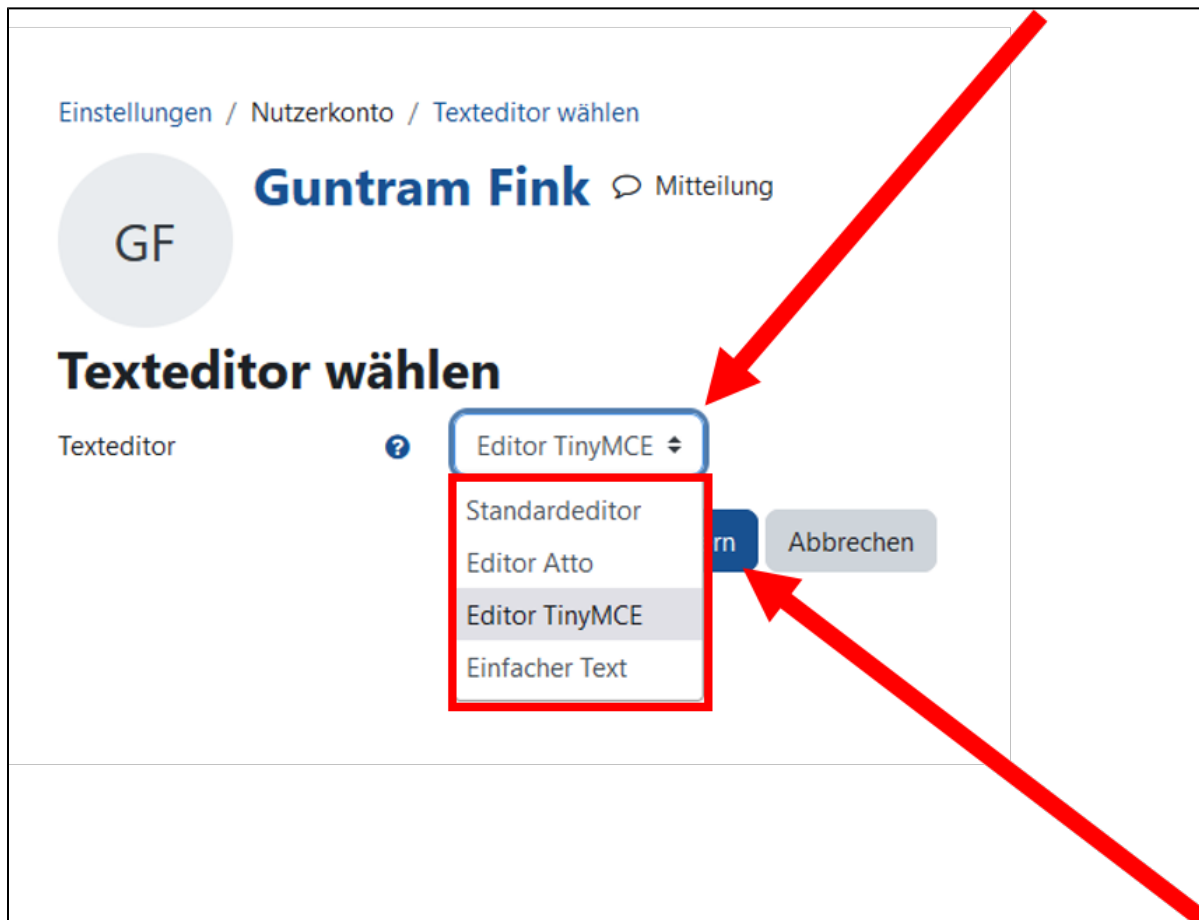 Einstellungen / Nutzerkonto / Texteditor wählen
Guntram Fink Mitteilung
GF
Texteditor wählen
Texteditor ? Editor TinyMCE
Standardeditor
rn Abbrechen
Editor Atto
Editor TinyMCE
Einfacher Text